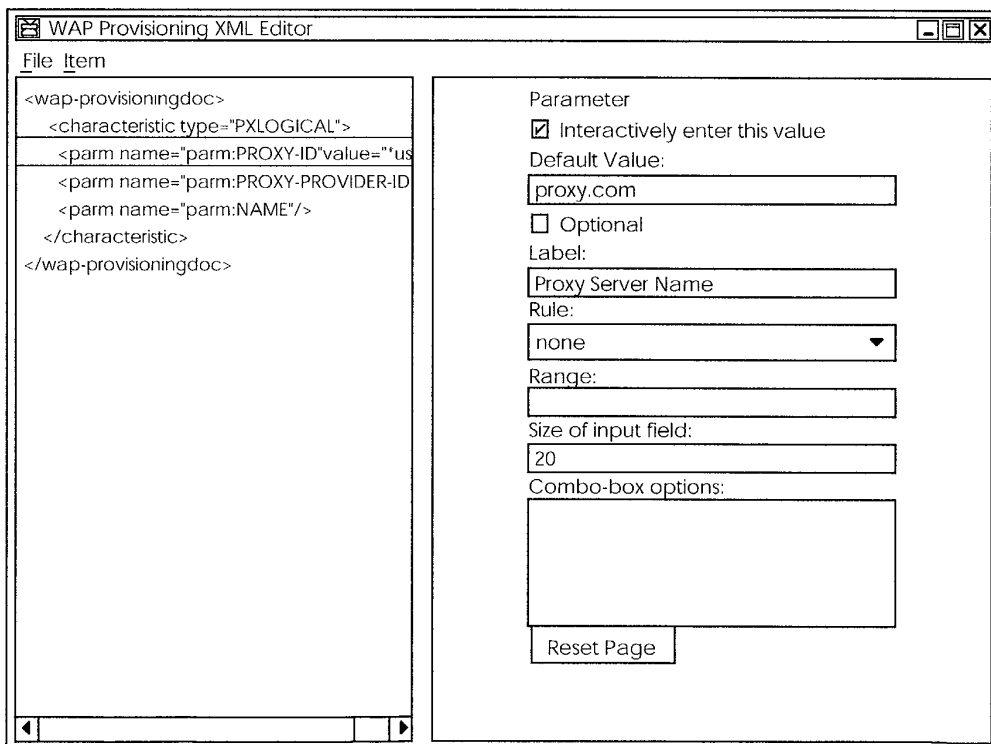 WAP Provisioning XML Editor
File Item
<wap-provisioningdoc>
<characteristic type="PXLOGICAL">
<parm name="parm:PROXY-ID"value="*us
<parm name="parm:PROXY-PROVIDER-ID
<parm name="parm:NAME"/>
</characteristic>
</wap-provisioningdoc>
Parameter
Interactively enter this value
Default Value:
proxy.com
Optional
Label:
Proxy Server Name
Rule:
none
Range:
Size of input field:
20
Combo-box options:
Reset Page